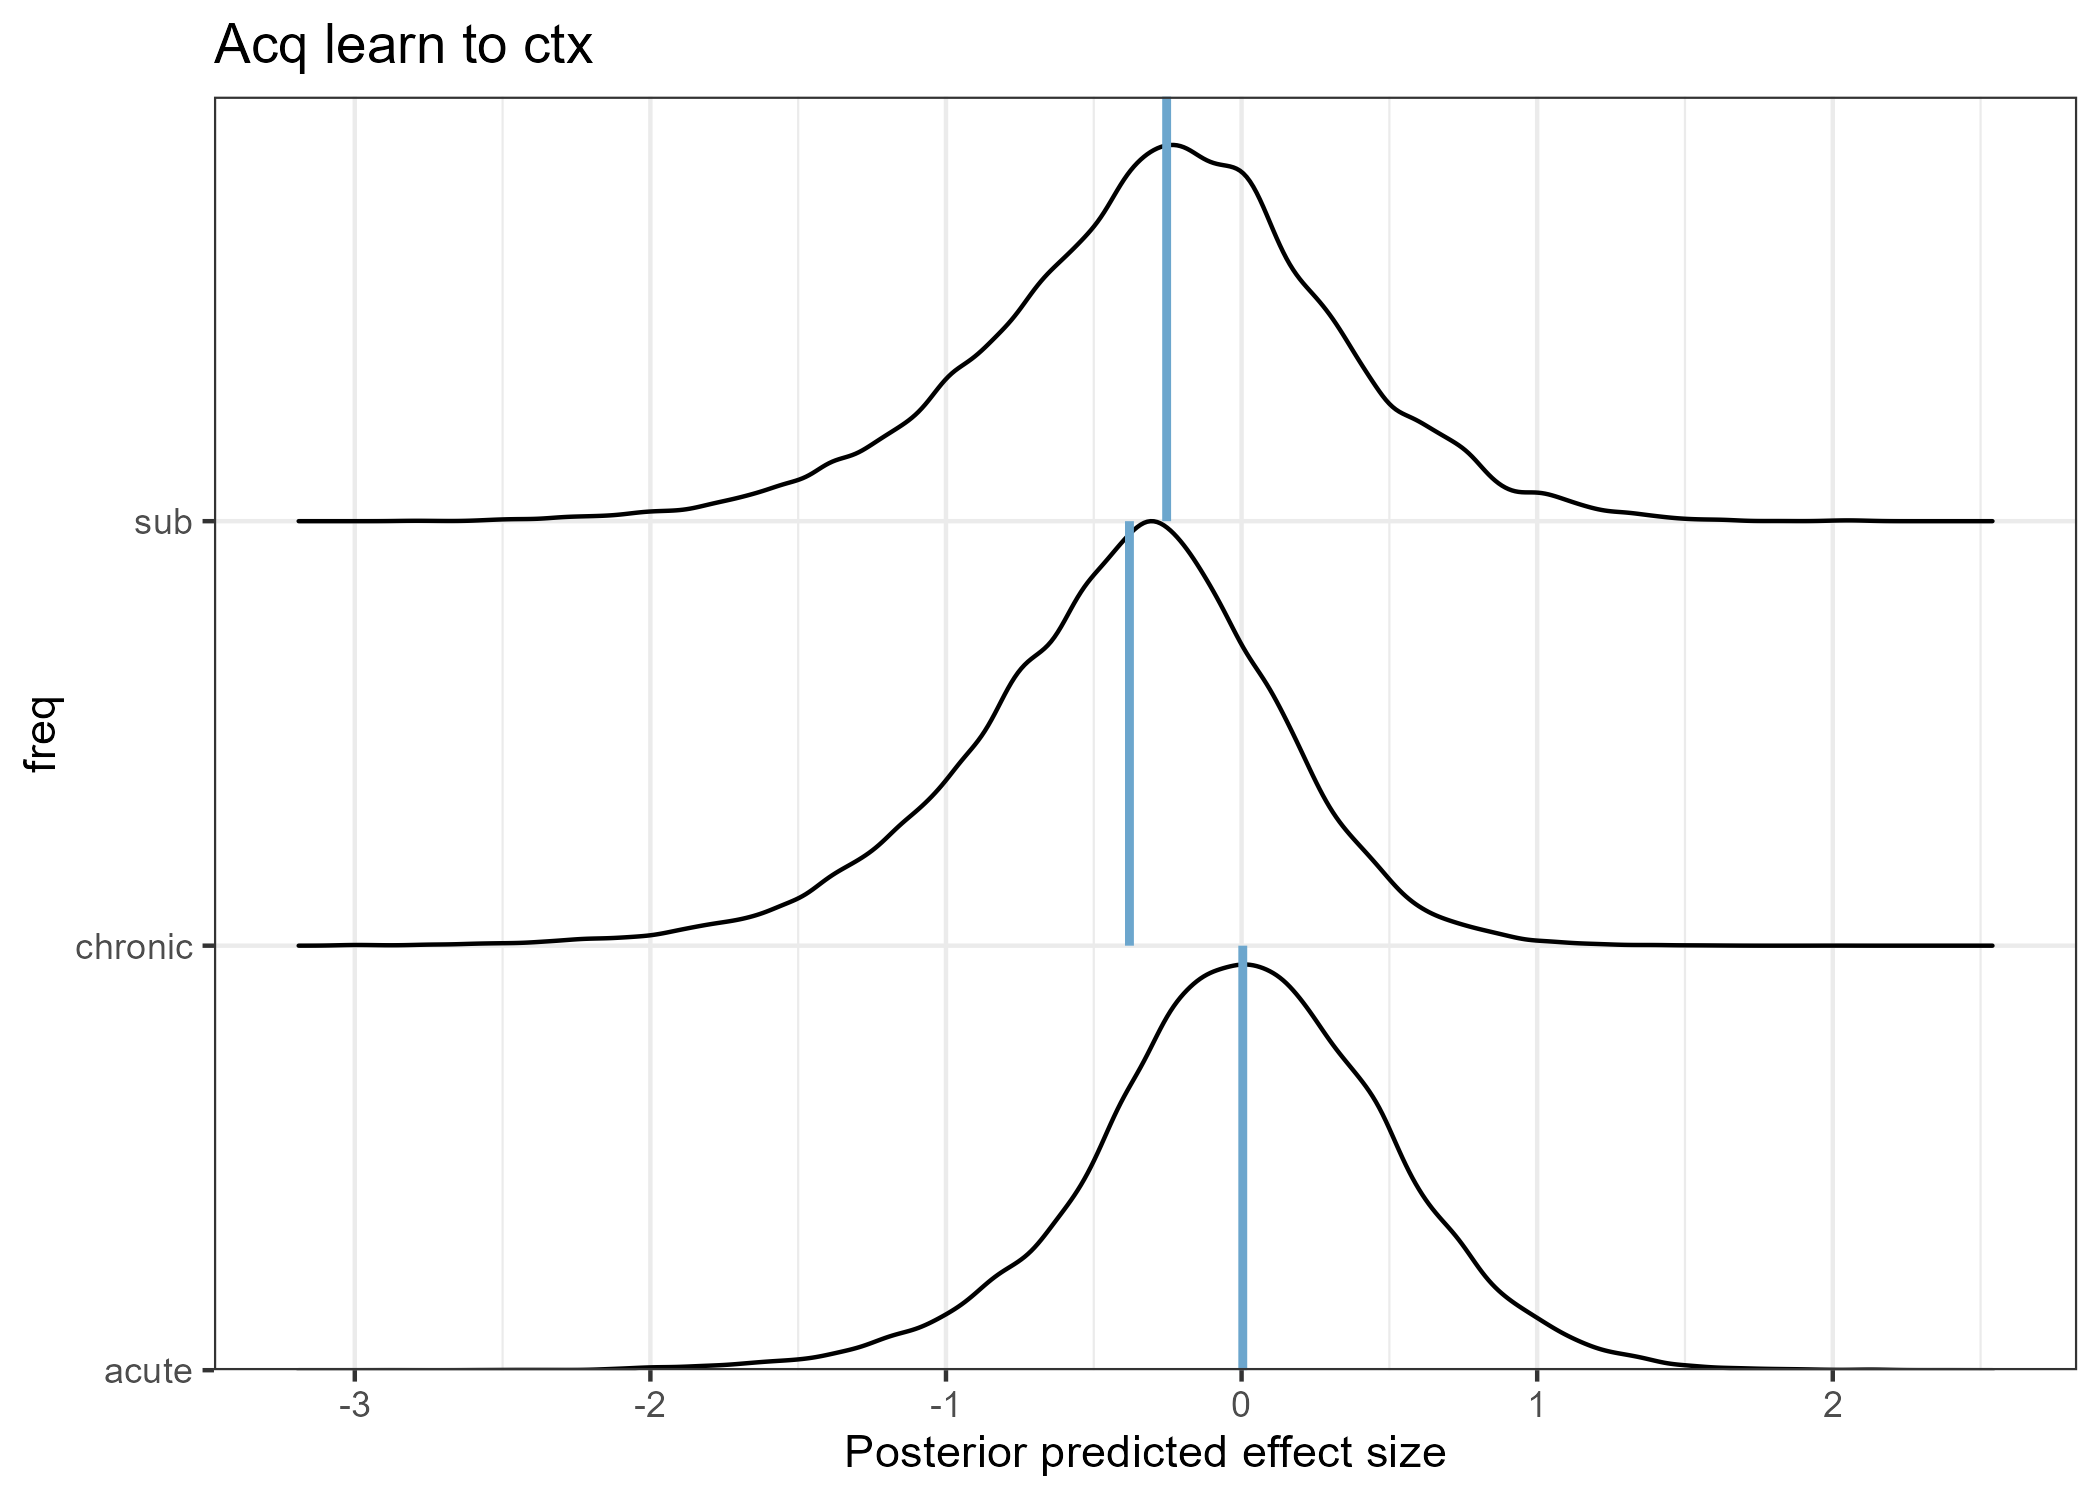 Acq learn to ctx
freq
sub
chronic
acute
-3 -2 -1 0 1 2
Posterior predicted effect size